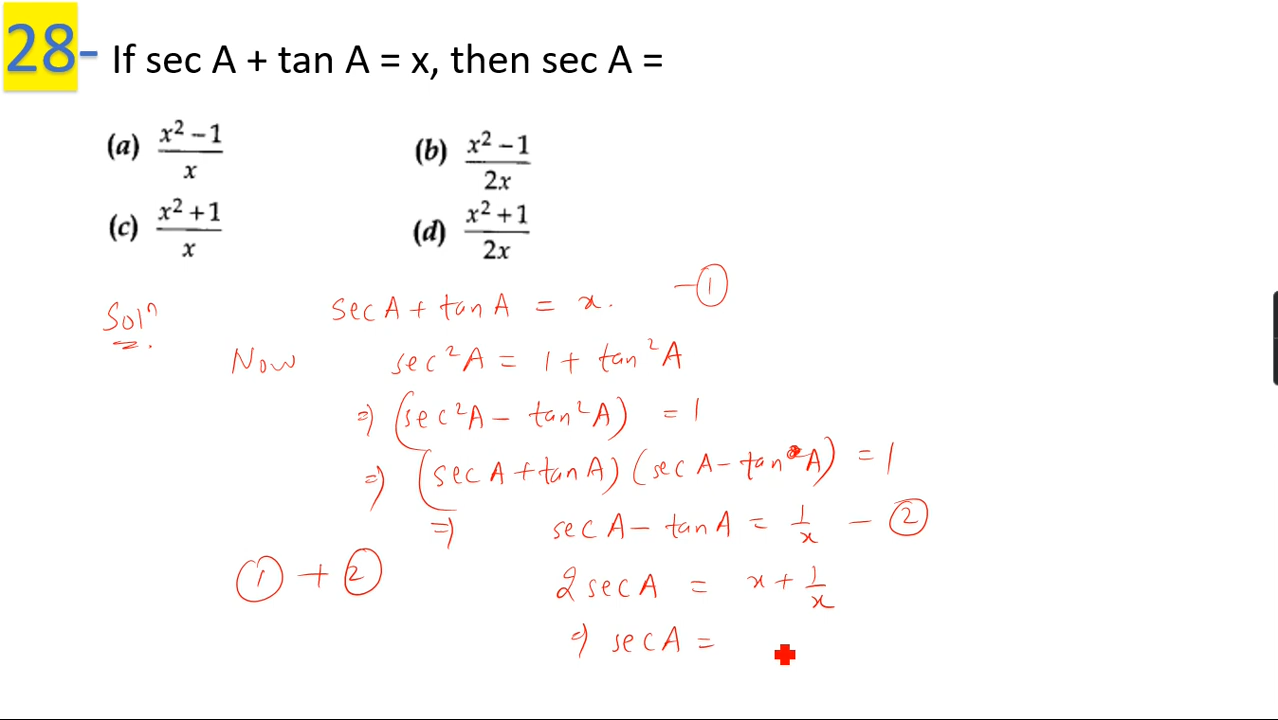 28- If sec A + tan A = x, then sec A =
(a) x² − 1 / x (b) x² − 1 / 2x
(c) x² + 1 / x (d) x² + 1 / 2x
Solⁿ. sec A + tan A = x. — ①
Now sec²A = 1 + tan²A
⇒ (sec²A − tan²A) = 1
⇒ (sec A + tan A) (sec A − tan A) = 1
⇒ sec A − tan A = 1/x — ②
① + ② 2 sec A = x + 1/x
⇒ sec A =